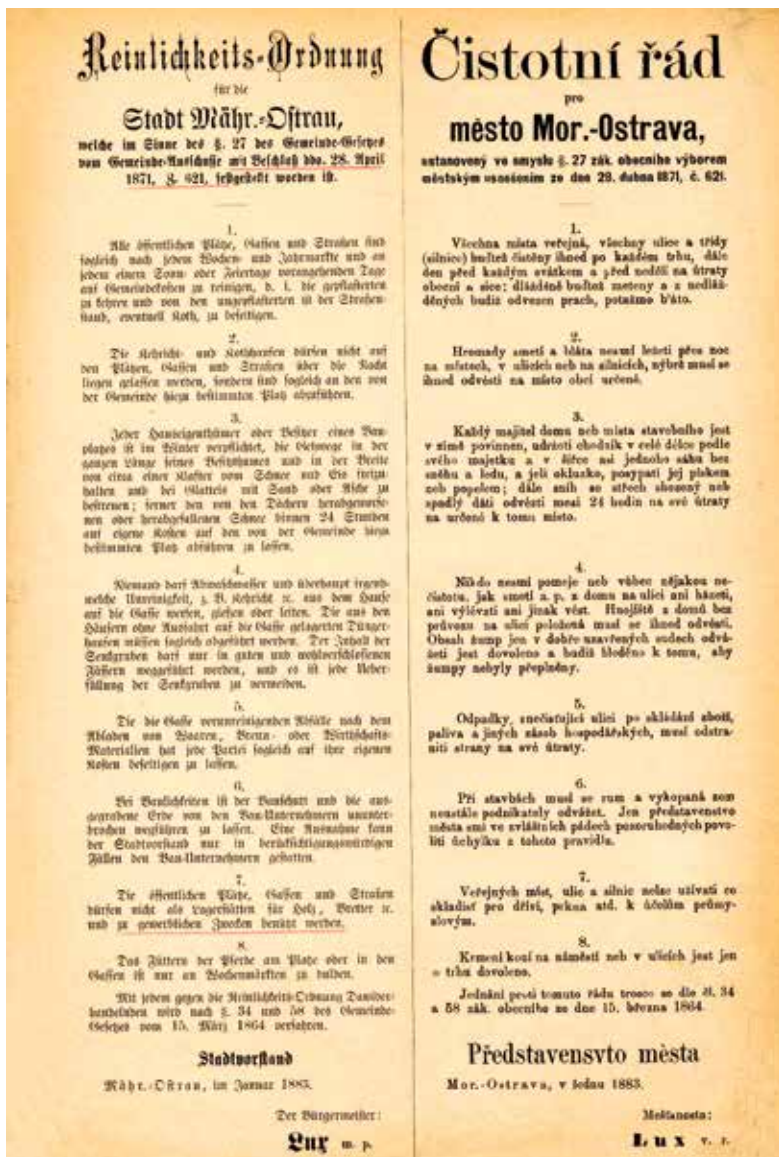 Reinlichkeits-Ordnung
für die
Stadt Mähr.-Ostrau,
welche im Sinne des §. 27 des Gemeinde-Gesetzes
vom Gemeinde-Ausschusse mit Beschluß ddo. 28. April
1871, Z. 621, festgestellt worden ist.
1.
Alle öffentlichen Plätze, Gassen und Straßen sind
sogleich nach jedem Wochen- und Jahrmarkte und an
jedem einem Sonn- oder Feiertage vorangehenden Tage
auf Gemeindekosten zu reinigen, d. i. die gepflasterten
zu kehren und von den ungepflasterten ist der Straßen-
staub, eventuell Koth, zu beseitigen.
2.
Die Kehricht- und Kothhaufen dürfen nicht auf
den Plätzen, Gassen und Straßen über die Nacht
liegen gelassen werden, sondern sind sogleich an den von
der Gemeinde hiezu bestimmten Platz abzuführen.
3.
Jeder Hauseigenthümer oder Besitzer eines Bau-
platzes ist im Winter verpflichtet, die Gehwege in der
ganzen Länge seines Besitzthumes und in der Breite
von circa einer Klafter vom Schnee und Eis freizu-
halten und bei Glatteis mit Sand oder Asche zu
bestreuen; ferner den von den Dächern herabgeworfe-
nen oder herabgefallenen Schnee binnen 24 Stunden
auf eigene Kosten auf den von der Gemeinde hiezu
bestimmten Platz abführen zu lassen.
4.
Niemand darf Abwaschwasser und überhaupt irgend-
welche Unreinigkeit, z. B. Kehricht ꝛc. aus dem Hause
auf die Gasse werfen, gießen oder leiten. Die aus den
Häusern ohne Ausfahrt auf die Gasse gelagerten Dünger-
haufen müssen sogleich abgeführt werden. Der Inhalt der
Senkgruben darf nur in guten und wohlverschlossenen
Fässern weggeführt werden, und es ist jede Ueber-
füllung der Senkgruben zu vermeiden.
5.
Die die Gasse verunreinigenden Abfälle nach dem
Abladen von Waaren, Brenn- oder Wirthschafts-
Materialien hat jede Partei sogleich auf ihre eigenen
Kosten beseitigen zu lassen.
6.
Bei Baulichkeiten ist der Bauschutt und die aus-
gegrabene Erde von den Bau-Unternehmern ununter-
brochen wegführen zu lassen. Eine Ausnahme kann
der Stadtvorstand nur in berücksichtigungswürdigen
Fällen den Bau-Unternehmern gestatten.
7.
Die öffentlichen Plätze, Gassen und Straßen
dürfen nicht als Lagerstätten für Holz, Bretter ꝛc.
und zu gewerblichen Zwecken benützt werden.
8.
Das Füttern der Pferde am Platze oder in den
Gassen ist nur an Wochenmärkten zu dulden.
Mit jedem gegen die Reinlichkeits-Ordnung Dawider-
handelnden wird nach §. 34 und 58 des Gemeinde-
Gesetzes vom 15. März 1864 verfahren.
Stadtvorstand
Mähr.-Ostrau, im Januar 1883.
Der Bürgermeister:
Lux m. p.
Čistotní řád
pro
město Mor.-Ostrava,
ustanovený ve smyslu §. 27 zák. obecního výborem
městským usnešením ze dne 28. dubna 1871, č. 621.
1.
Všechna místa veřejná, všechny ulice a třídy
(silnice) buďtež čistěny ihned po každém trhu, dále
den před každým svátkem a před nedělí na útraty
obecní a sice; dlážděné buďtež meteny a z nedláž-
děných budiž odvezen prach, potažmo b'áto.
2.
Hromady smetí a bláta nesmí ležeti přes noc
na místech, v ulicích neb na silnicích, nýbrž musí se
ihned odvésti na místo obcí určené.
3.
Každý majitel domu neb místa stavebního jest
v zimě povinnen, udržeti chodník v celé délce podle
svého majetku a v šířce asi jednoho sáhu bez
sněhu a ledu, a jeli okluzko, posypati jej pískem
neb popelem; dále sníh se střech shozený neb
spadlý dáti odvésti mezi 24 hodin na své útraty
na určené k tomu místo.
4.
Nikdo nesmí pomeje neb vůbec nějakou ne-
čistotu, jak smetí a. p. z domu na ulici ani házeti,
ani výlévati ani jinak vést. Hnojiště z domů bez
průvozu na ulici položená musí se ihned odvésti.
Obsah žump jen v dobře uzavřených sudech odvá-
žeti jest dovoleno a budiž hleděno k tomu, aby
žumpy nebyly přeplněny.
5.
Odpadky, znečišťující ulici po skládání zboží,
paliva a jiných zásob hospodářských, musí odstra-
niti strany na své útraty.
6.
Při stavbách musí se rum a vykopaná zem
neustále podnikately odvážet. Jen představenstvo
města smí ve zvláštních pádech pozoruhodných povo-
liti úchylku z tohoto pravidla.
7.
Veřejných míst, ulic a silnic nelze užívati co
skladišť pro dříví, prkna atd. k účelům průmy-
slovým.
8.
Krmení koní na náměstí neb v ulicích jest jen
o trhu dovoleno.
Jednání proti tomuto řádu tresce se dle čl. 34
a 58 zák. obecního ze dne 15. března 1864.
Představensvto města
Mor.-Ostrava, v lednu 1883.
Mešťanosta:
Lux v. r.